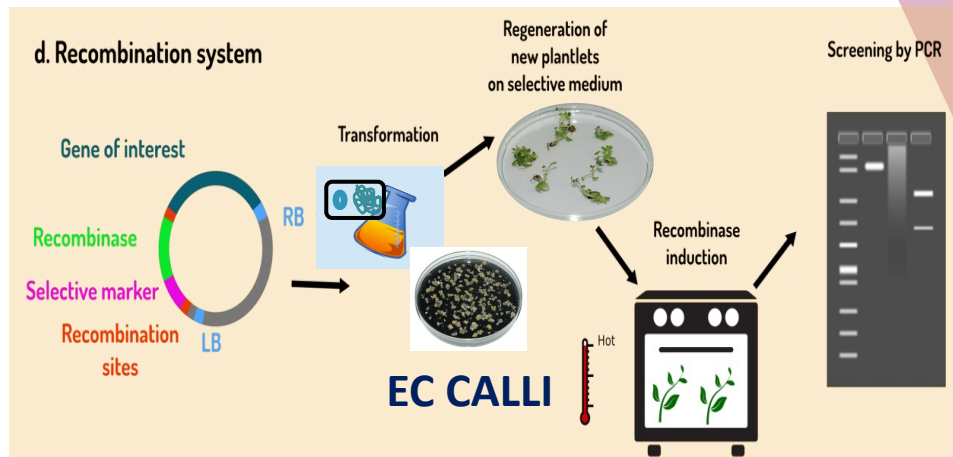 d. Recombination system
Regeneration of
new plantlets
on selective medium
Screening by PCR
Transformation
Gene of interest
RB
Recombinase
Selective marker
Recombination
sites
LB
Recombinase
induction
Hot
EC CALLI